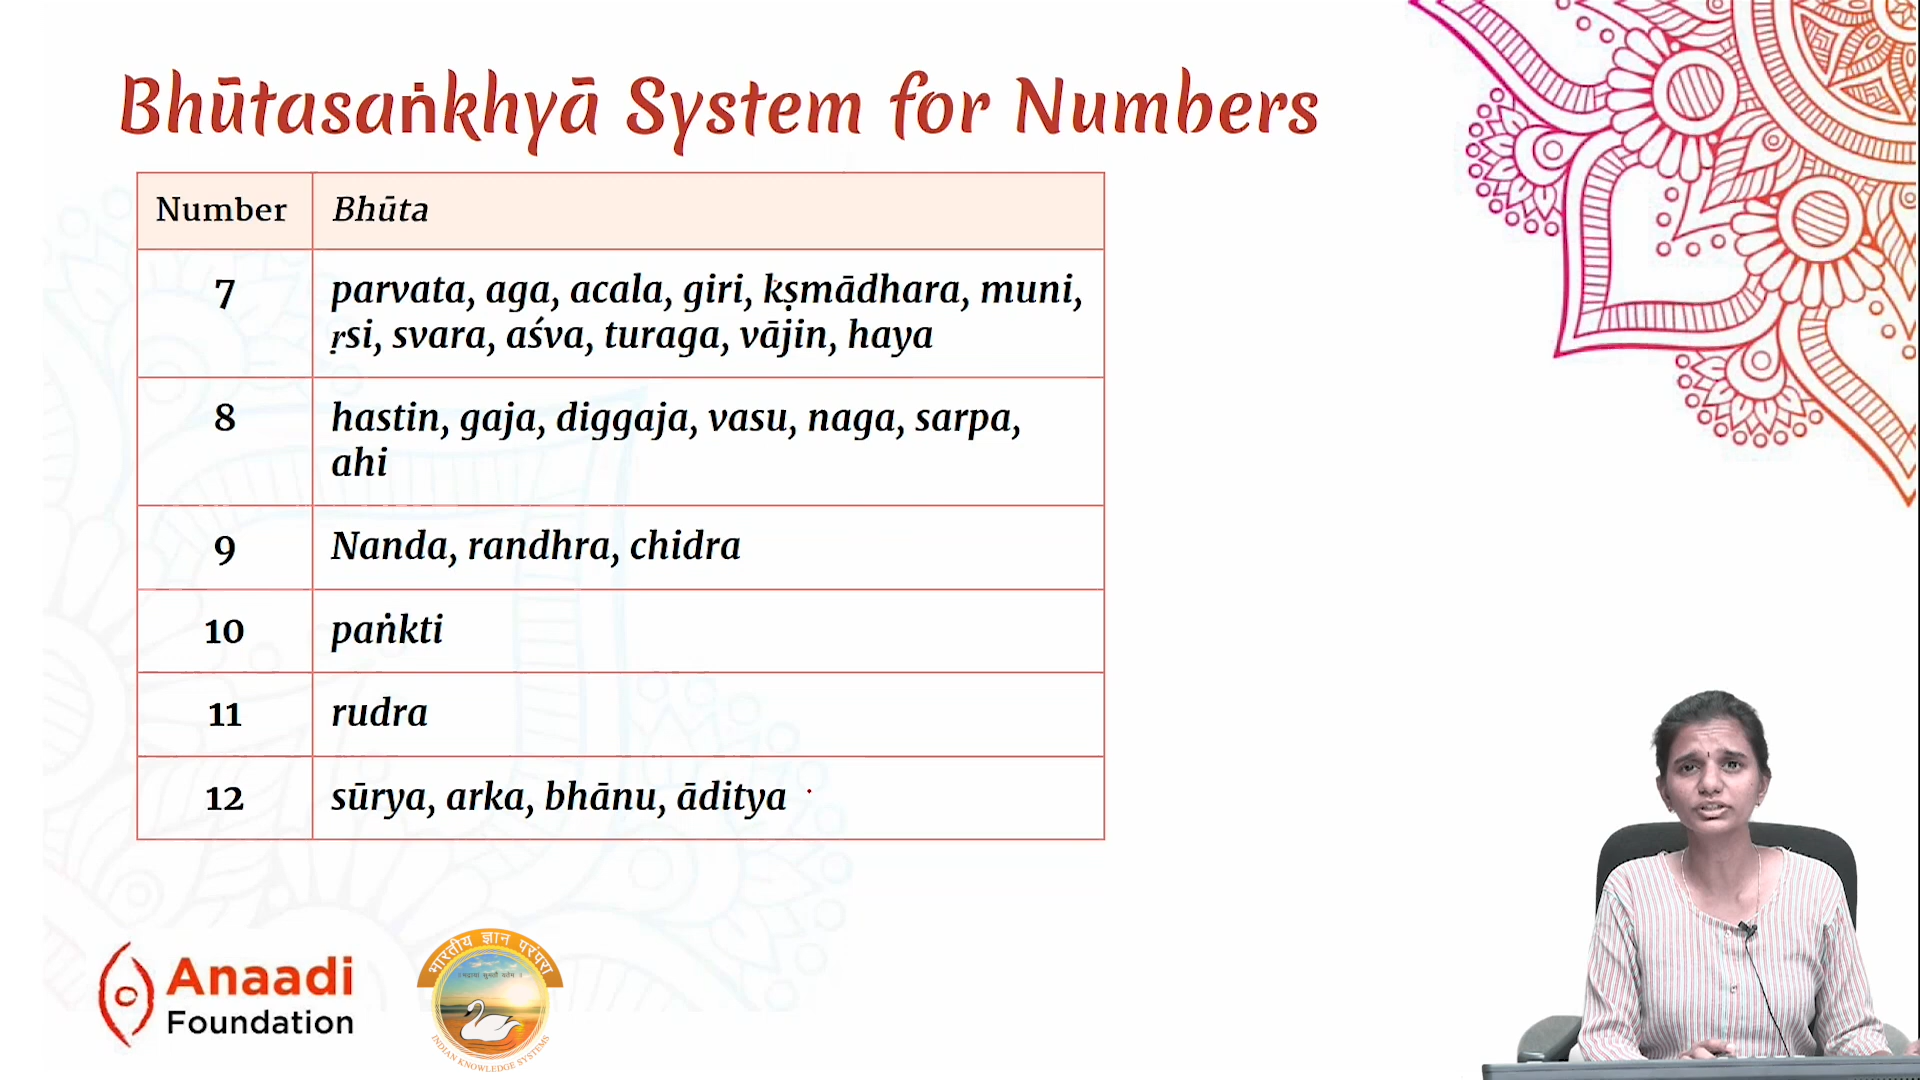 Bhūtasaṅkhyā System for Numbers
Number Bhūta
7 parvata, aga, acala, giri, kṣmādhara, muni,
ṛsi, svara, aśva, turaga, vājin, haya
8 hastin, gaja, diggaja, vasu, naga, sarpa,
ahi
9 Nanda, randhra, chidra
10 paṅkti
11 rudra
12 sūrya, arka, bhānu, āditya
Anaadi
Foundation
भारतीय ज्ञान परंपरा
INDIAN KNOWLEDGE SYSTEMS